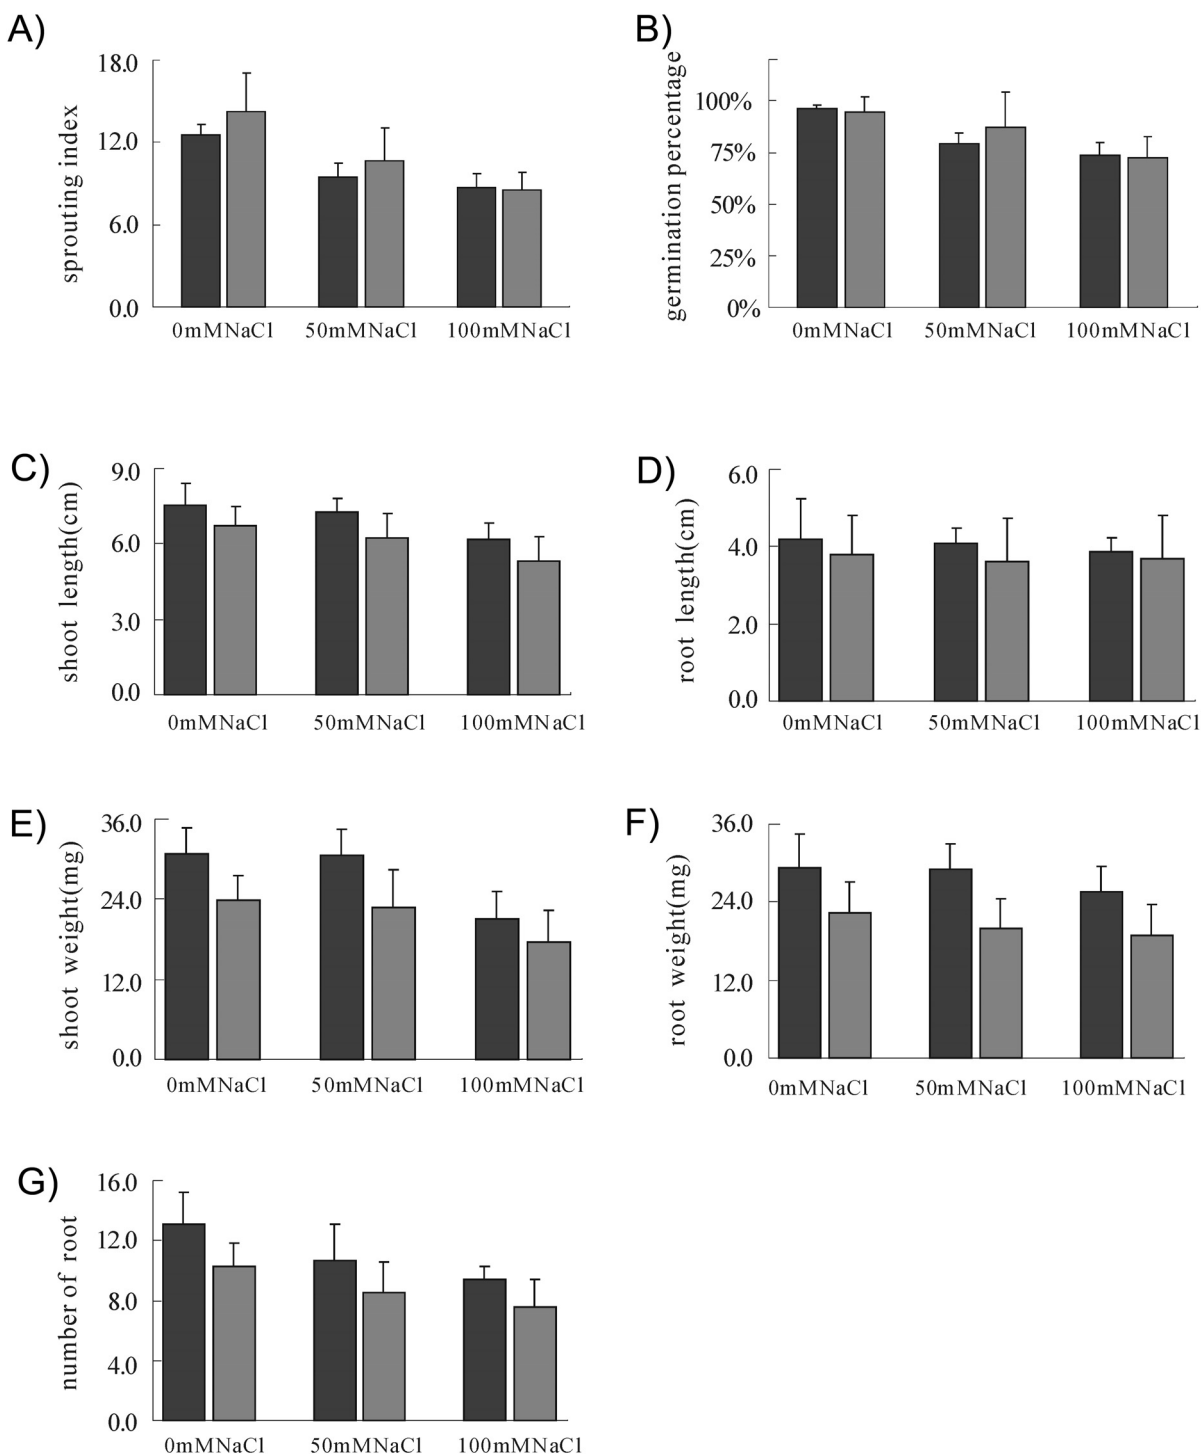 A)
sprouting index
18.0
12.0
6.0
0.0
0mMNaCl 50mMNaCl 100mMNaCl
B)
germination percentage
100%
75%
50%
25%
0%
0mMNaCl 50mMNaCl 100mMNaCl
C)
shoot length(cm)
9.0
6.0
3.0
0.0
0mMNaCl 50mMNaCl 100mMNaCl
D)
root length(cm)
6.0
4.0
2.0
0.0
0mMNaCl 50mMNaCl 100mMNaCl
E)
shoot weight(mg)
36.0
24.0
12.0
0.0
0mMNaCl 50mMNaCl 100mMNaCl
F)
root weight(mg)
36.0
24.0
12.0
0.0
0mMNaCl 50mMNaCl 100mMNaCl
G)
number of root
16.0
12.0
8.0
4.0
0.0
0mMNaCl 50mMNaCl 100mMNaCl